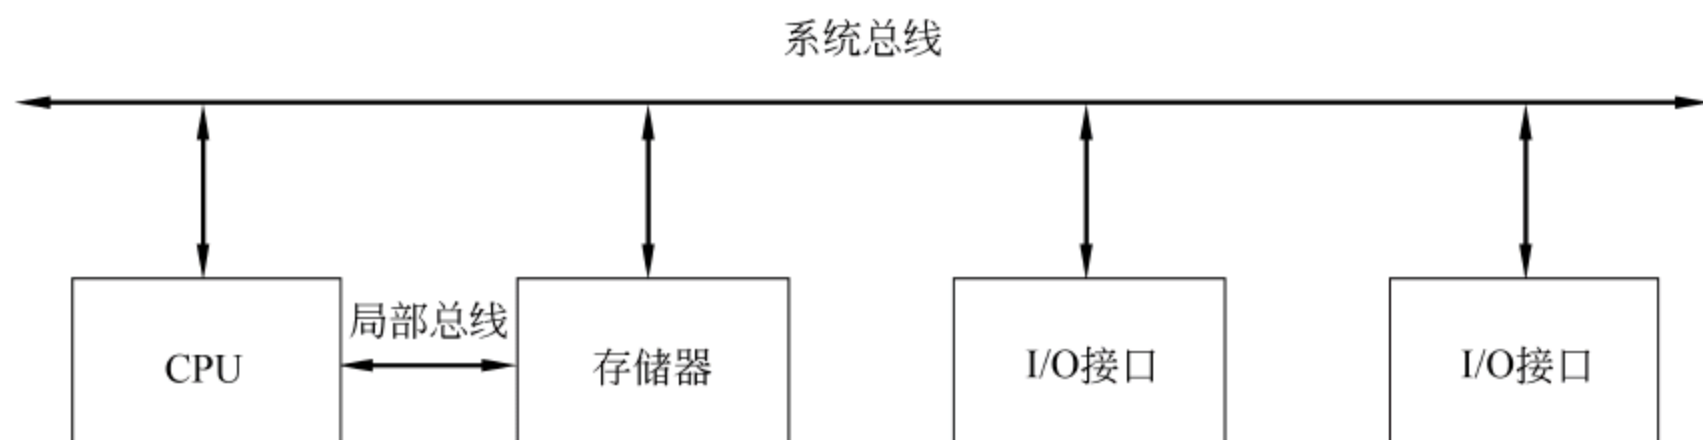 系统总线
局部总线
CPU
存储器
I/O接口
I/O接口